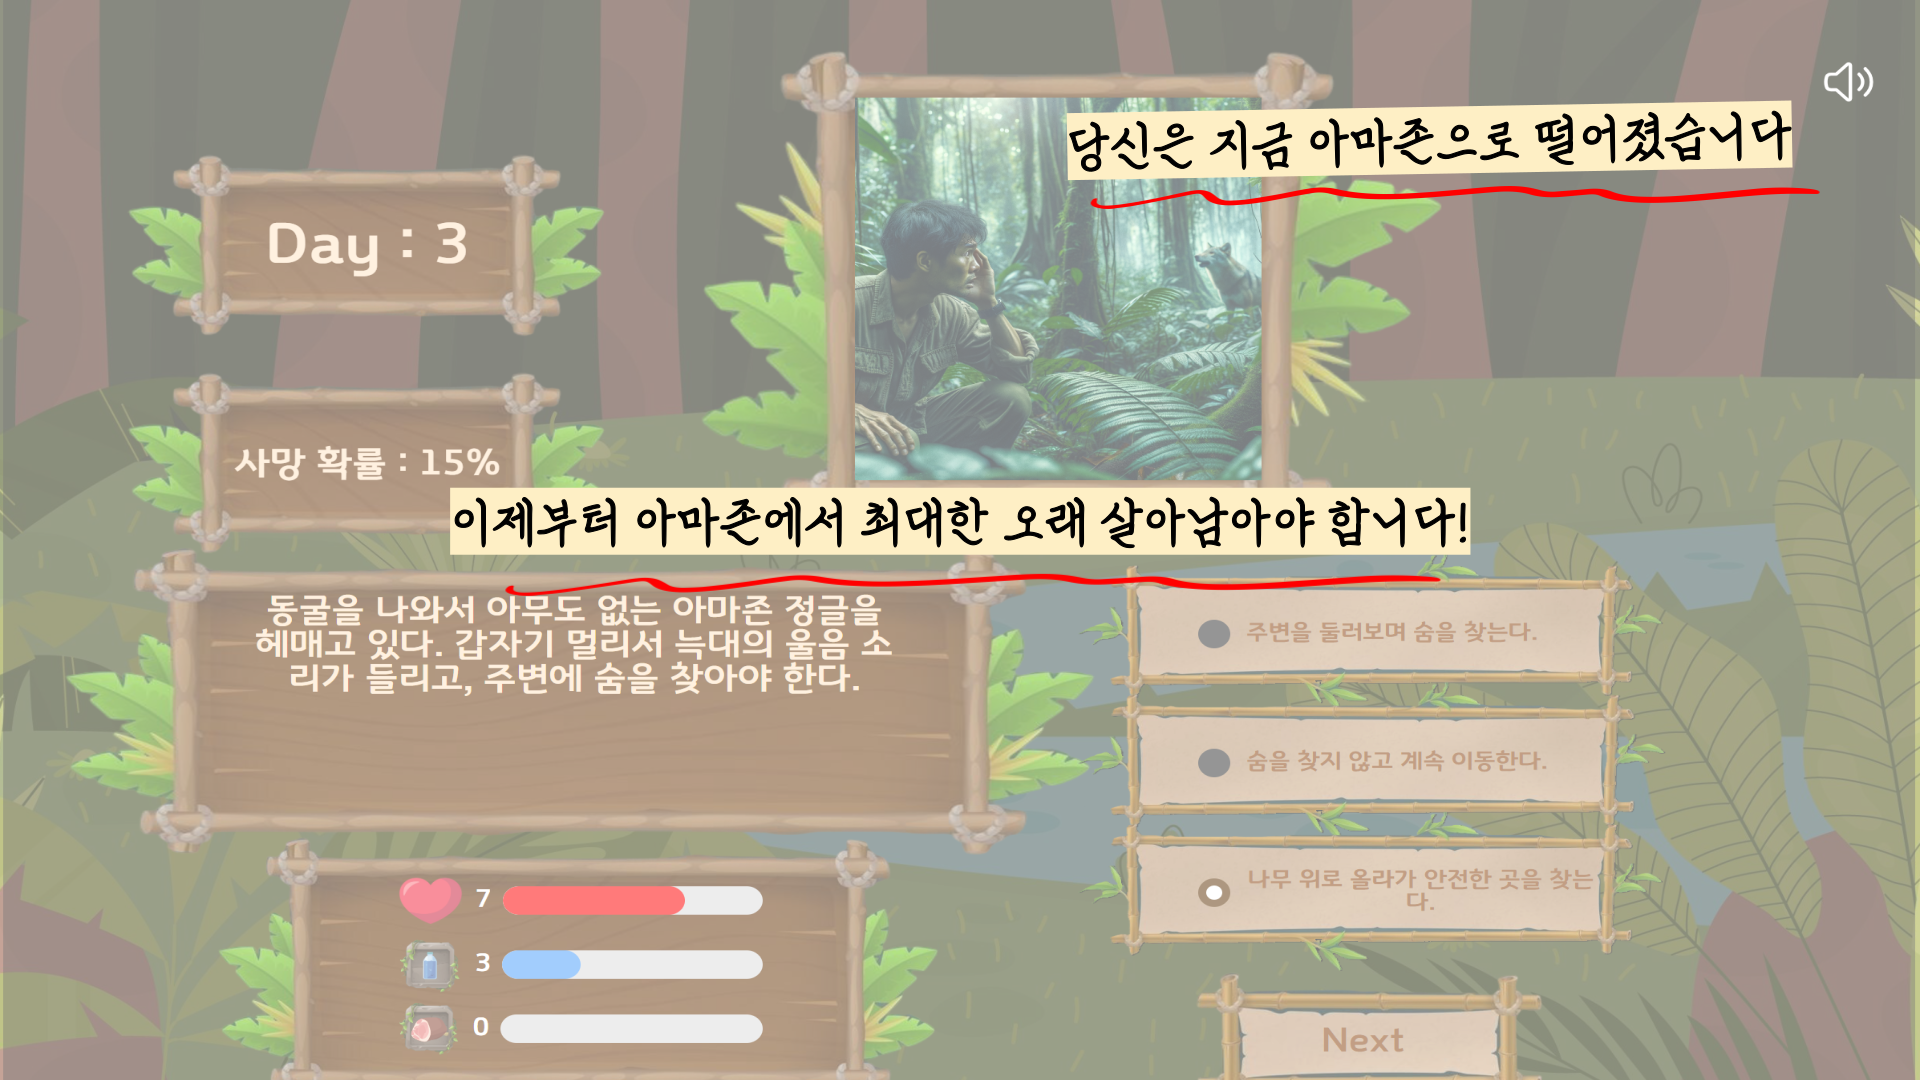 당신은 지금 아마존으로 떨어졌습니다
Day : 3
사망 확률 : 15%
이제부터 아마존에서 최대한 오래 살아남아야 합니다!
동굴을 나와서 아무도 없는 아마존 정글을
헤매고 있다. 갑자기 멀리서 늑대의 울음 소
리가 들리고, 주변에 숨을 찾아야 한다.
주변을 둘러보며 숨을 찾는다.
숨을 찾지 않고 계속 이동한다.
나무 위로 올라가 안전한 곳을 찾는
다.
7
3
0
Next